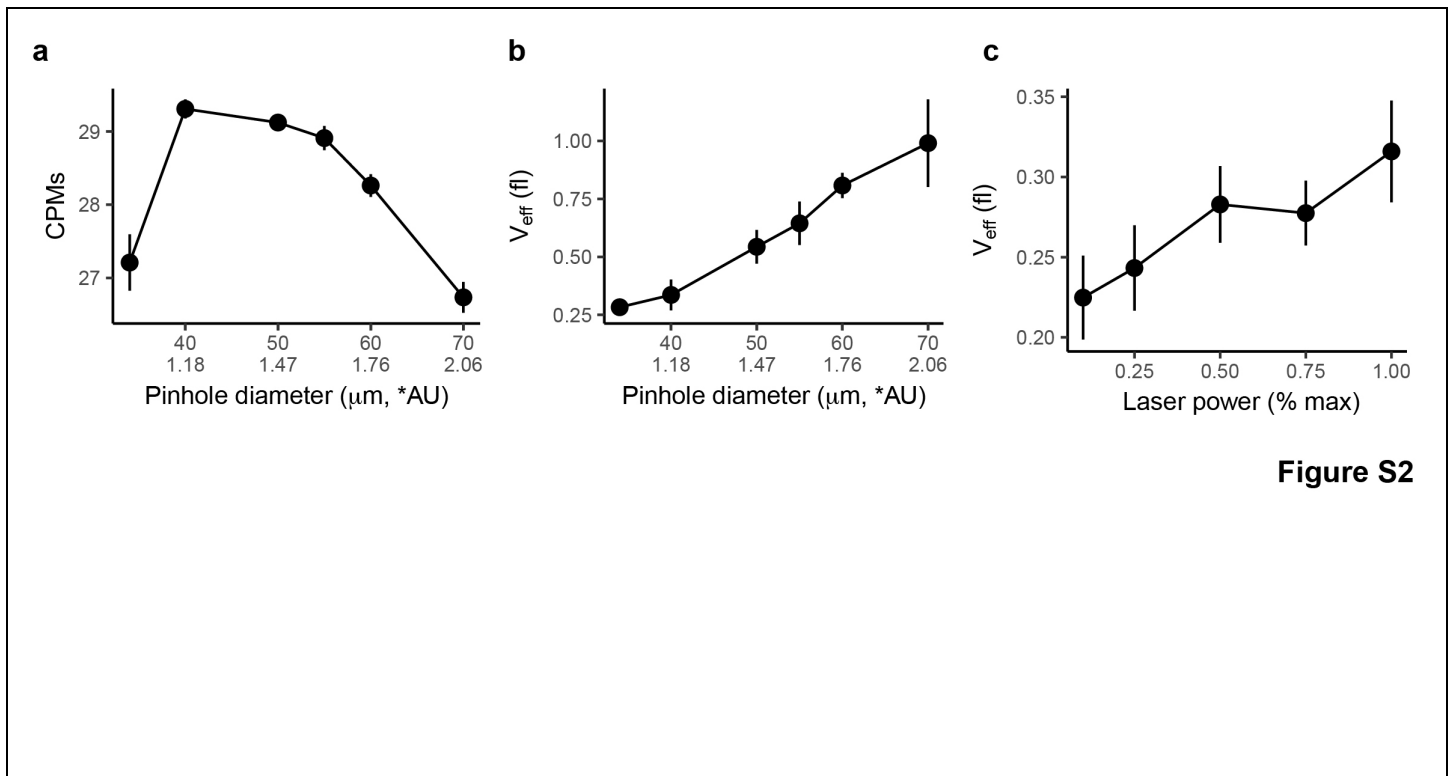 a
CPMs
29
28
27
40 50 60 70
1.18 1.47 1.76 2.06
Pinhole diameter (μm, *AU)
b
Veff (fl)
1.00
0.75
0.50
0.25
40 50 60 70
1.18 1.47 1.76 2.06
Pinhole diameter (μm, *AU)
c
Veff (fl)
0.35
0.30
0.25
0.20
0.25 0.50 0.75 1.00
Laser power (% max)
Figure S2